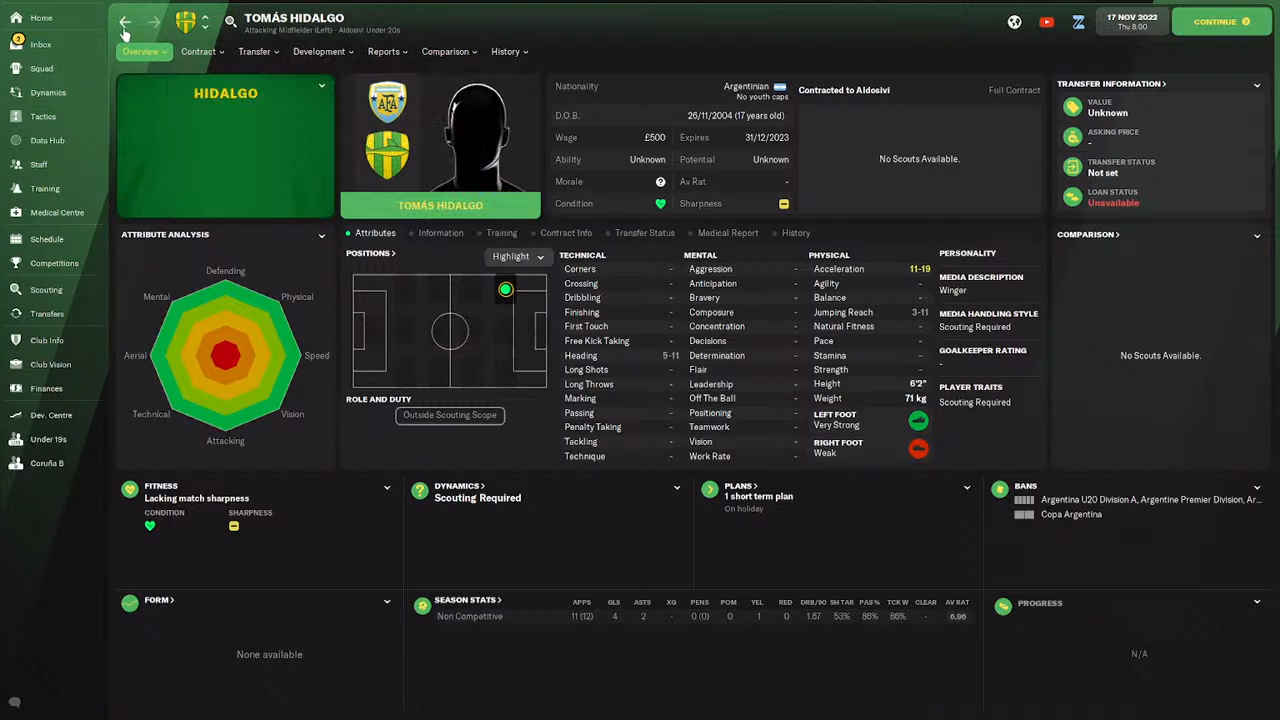 Home
2
Inbox
Squad
Dynamics
Tactics
Data Hub
Staff
Training
Medical Centre
Schedule
Competitions
Scouting
Transfers
Club Info
Club Vision
Finances
Dev. Centre
Under 19s
Coruña B
TOMÁS HIDALGO
Attacking Midfielder (Left) - Aldosivi Under 20s
17 NOV 2022
Thu 8:00
CONTINUE
Overview
Contract
Transfer
Development
Reports
Comparison
History
HIDALGO
AFA
TOMÁS HIDALGO
Nationality Argentinian
No youth caps
D.O.B. 26/11/2004 (17 years old)
Wage £500 Expires 31/12/2023
Ability Unknown Potential Unknown
Morale ? Av Rat -
Condition Sharpness
Contracted to Aldosivi Full Contract
No Scouts Available.
TRANSFER INFORMATION >
VALUE
Unknown
ASKING PRICE
-
TRANSFER STATUS
Not set
LOAN STATUS
Unavailable
ATTRIBUTE ANALYSIS
Defending
Physical
Speed
Vision
Attacking
Technical
Aerial
Mental
Attributes
Information
Training
Contract Info
Transfer Status
Medical Report
History
POSITIONS >
Highlight
ROLE AND DUTY
Outside Scouting Scope
TECHNICAL
Corners -
Crossing -
Dribbling -
Finishing -
First Touch -
Free Kick Taking -
Heading 5-11
Long Shots -
Long Throws -
Marking -
Passing -
Penalty Taking -
Tackling -
Technique -
MENTAL
Aggression -
Anticipation -
Bravery -
Composure -
Concentration -
Decisions -
Determination -
Flair -
Leadership -
Off The Ball -
Positioning -
Teamwork -
Vision -
Work Rate -
PHYSICAL
Acceleration 11-19
Agility -
Balance -
Jumping Reach 3-11
Natural Fitness -
Pace -
Stamina -
Strength -
Height 6'2"
Weight 71 kg
LEFT FOOT
Very Strong
RIGHT FOOT
Weak
PERSONALITY
MEDIA DESCRIPTION
Winger
MEDIA HANDLING STYLE
Scouting Required
GOALKEEPER RATING
-
PLAYER TRAITS
Scouting Required
COMPARISON >
No Scouts Available.
FITNESS
Lacking match sharpness
CONDITION SHARPNESS
DYNAMICS >
Scouting Required
PLANS >
1 short term plan
On holiday
BANS
Argentina U20 Division A, Argentine Premier Division, Ar...
Copa Argentina
FORM >
None available
SEASON STATS > APPS GLS ASTS XG PENS POM YEL RED DRB/90 SH TAR PAS% TCK W CLEAR AV RAT
Non Competitive 11 (12) 4 2 - 0 (0) 0 1 0 1.67 53% 86% 86% - 6.96
PROGRESS
N/A